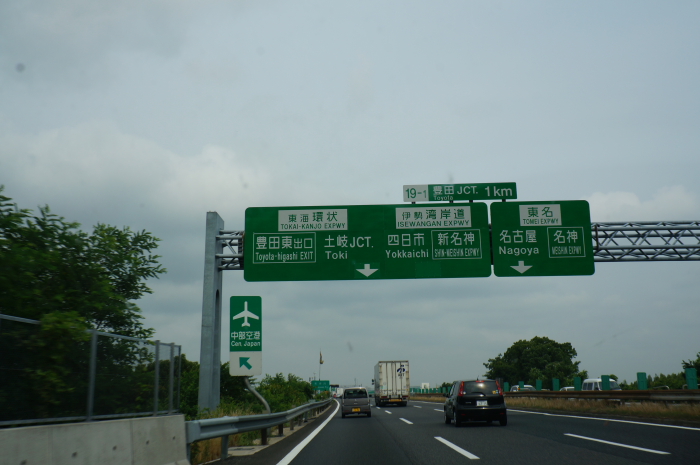 19-1 豊田 JCT. 1km
Toyota
東海環状
TOKAI-KANJO EXPWY
伊勢湾岸道
ISEWANGAN EXPWY
東名
TOMEI EXPWY
豊田東出口 土岐JCT. 四日市 新名神
Toyota-higashi EXIT Toki Yokkaichi SHIN-MEISHIN EXPWY
名古屋 名神
Nagoya MEISHIN EXPWY
中部空港
Cen. Japan